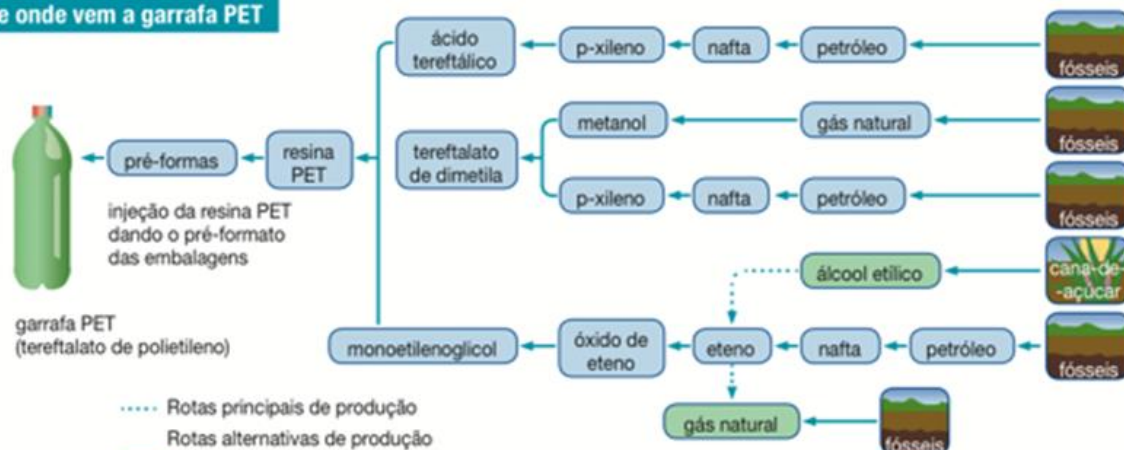 e onde vem a garrafa PET
ácido
tereftálico
p-xileno
nafta
petróleo
fósseis
metanol
gás natural
fósseis
tereftalato
de dimetila
p-xileno
nafta
petróleo
fósseis
resina
PET
pré-formas
injeção da resina PET
dando o pré-formato
das embalagens
garrafa PET
(tereftalato de polietileno)
álcool etílico
cana-de-
-açúcar
monoetilenoglicol
óxido de
eteno
eteno
nafta
petróleo
fósseis
gás natural
fósseis
Rotas principais de produção
Rotas alternativas de produção